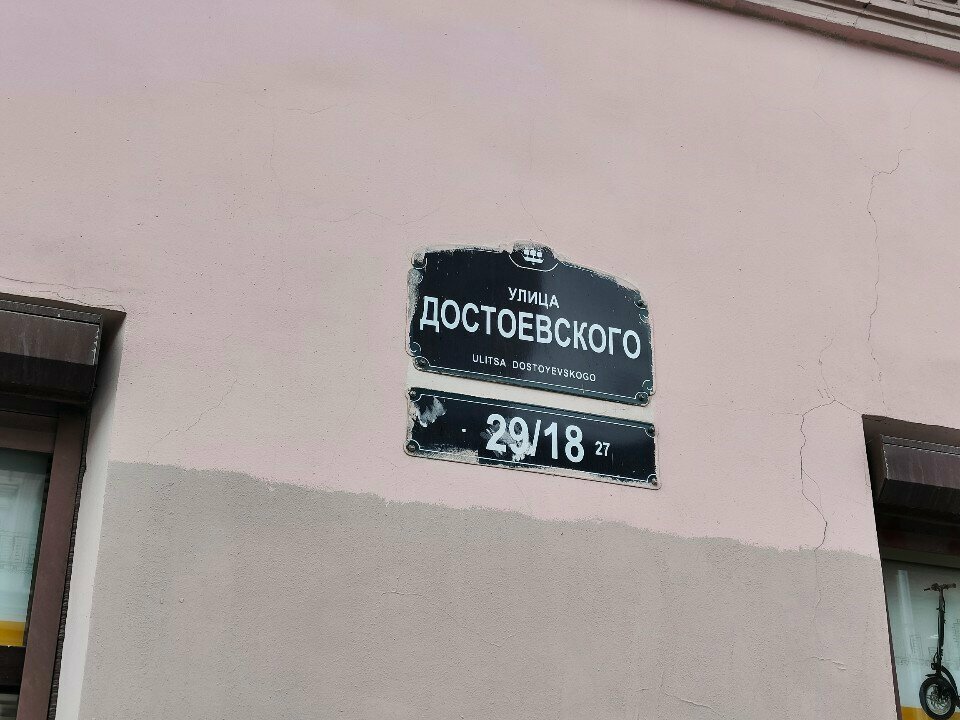 УЛИЦА
ДОСТОЕВСКОГО
ULITSA DOSTOYEVSKOGO
29/18 27